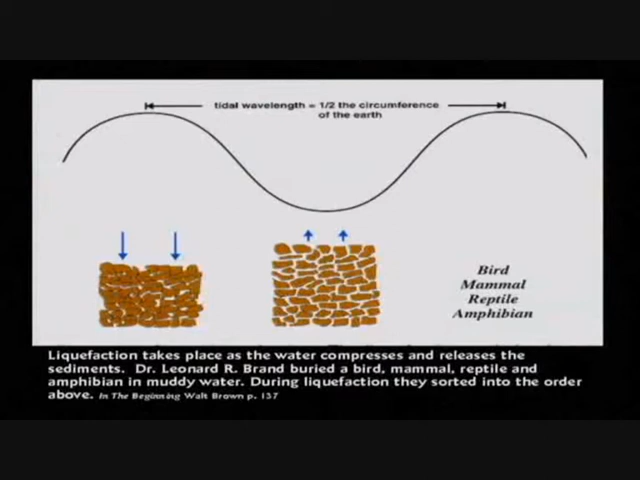 tidal wavelength = 1/2 the circumference
of the earth
Bird
Mammal
Reptile
Amphibian
Liquefaction takes place as the water compresses and releases the
sediments. Dr. Leonard R. Brand buried a bird, mammal, reptile and
amphibian in muddy water. During liquefaction they sorted into the order
above. In The Beginning Walt Brown p. 137